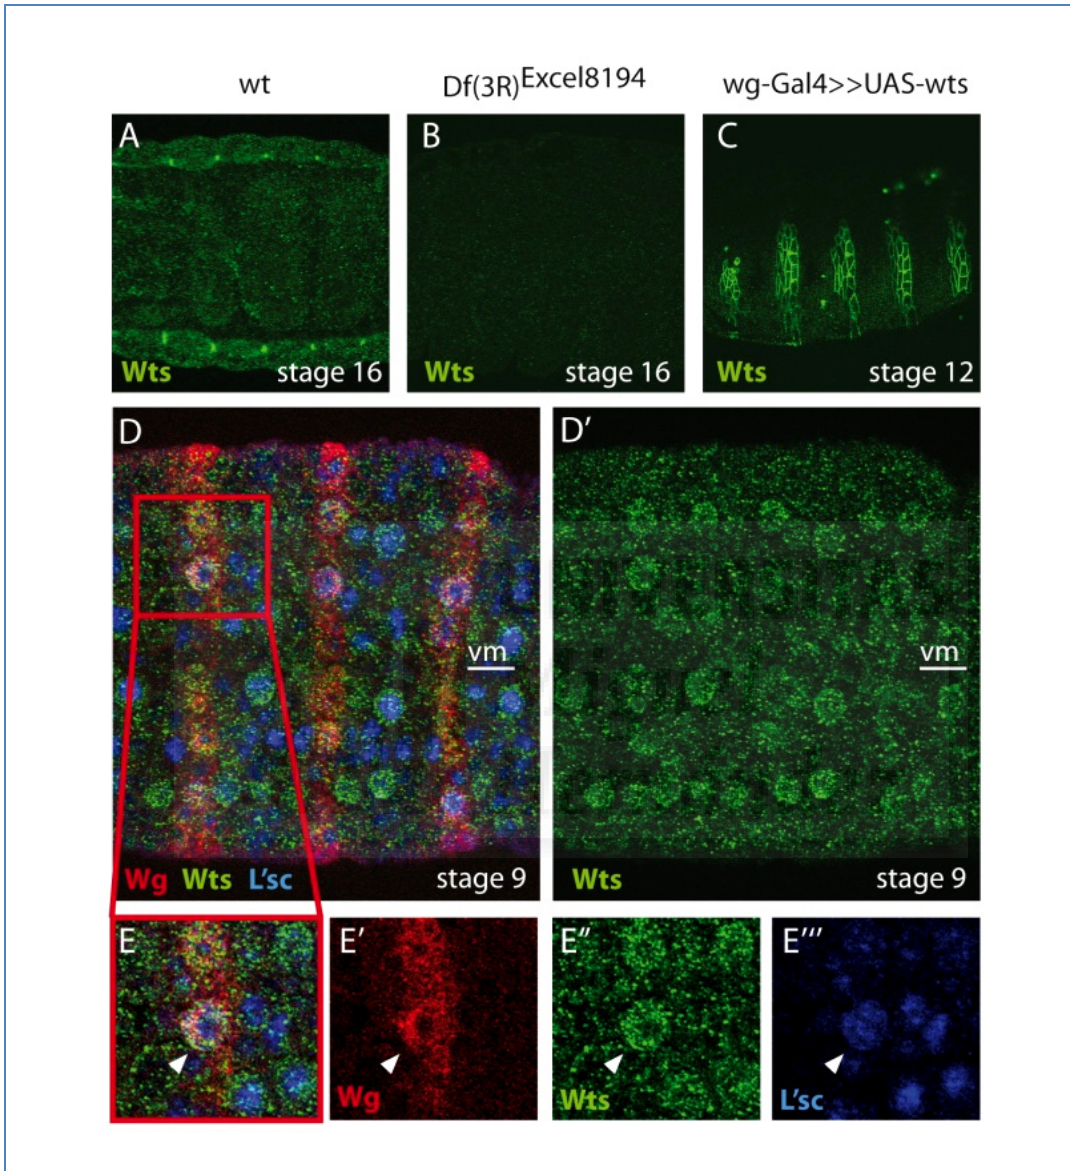 wt
Df(3R)Excel8194
wg-Gal4>>UAS-wts
A
B
C
Wts
stage 16
Wts
stage 16
Wts
stage 12
D
D'
vm
vm
Wg Wts L'sc
stage 9
Wts
stage 9
E
E'
E''
E'''
Wg
Wts
L'sc